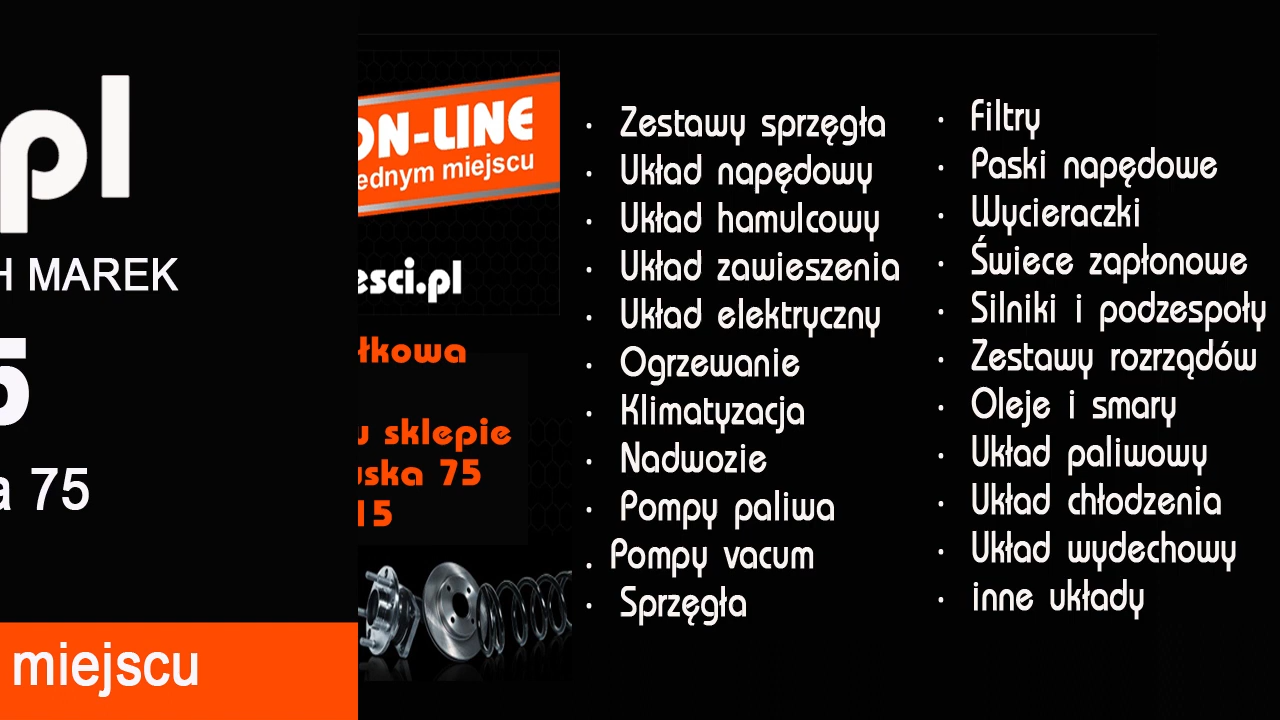 .pl
H MAREK
5
a 75
miejscu
ON-LINE
ednym miejscu
esci.pl
łkowa
w sklepie
uska 75
15
· Zestawy sprzęgła
· Układ napędowy
· Układ hamulcowy
· Układ zawieszenia
· Układ elektryczny
· Ogrzewanie
· Klimatyzacja
· Nadwozie
· Pompy paliwa
. Pompy vacum
· Sprzęgła
· Filtry
· Paski napędowe
· Wycieraczki
· Świece zapłonowe
· Silniki i podzespoły
· Zestawy rozrządów
· Oleje i smary
· Układ paliwowy
· Układ chłodzenia
· Układ wydechowy
· inne układy